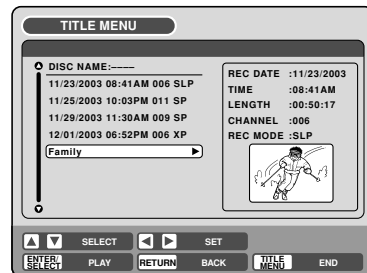 TITLE MENU
DISC NAME:––––
11/23/2003 08:41AM 006 SLP
11/25/2003 10:03PM 011 SP
11/29/2003 11:30AM 009 SP
12/01/2003 06:52PM 006 XP
Family
REC DATE :11/23/2003
TIME :08:41AM
LENGTH :00:50:17
CHANNEL :006
REC MODE :SLP
SELECT SET
ENTER/SELECT PLAY RETURN BACK TITLE MENU END